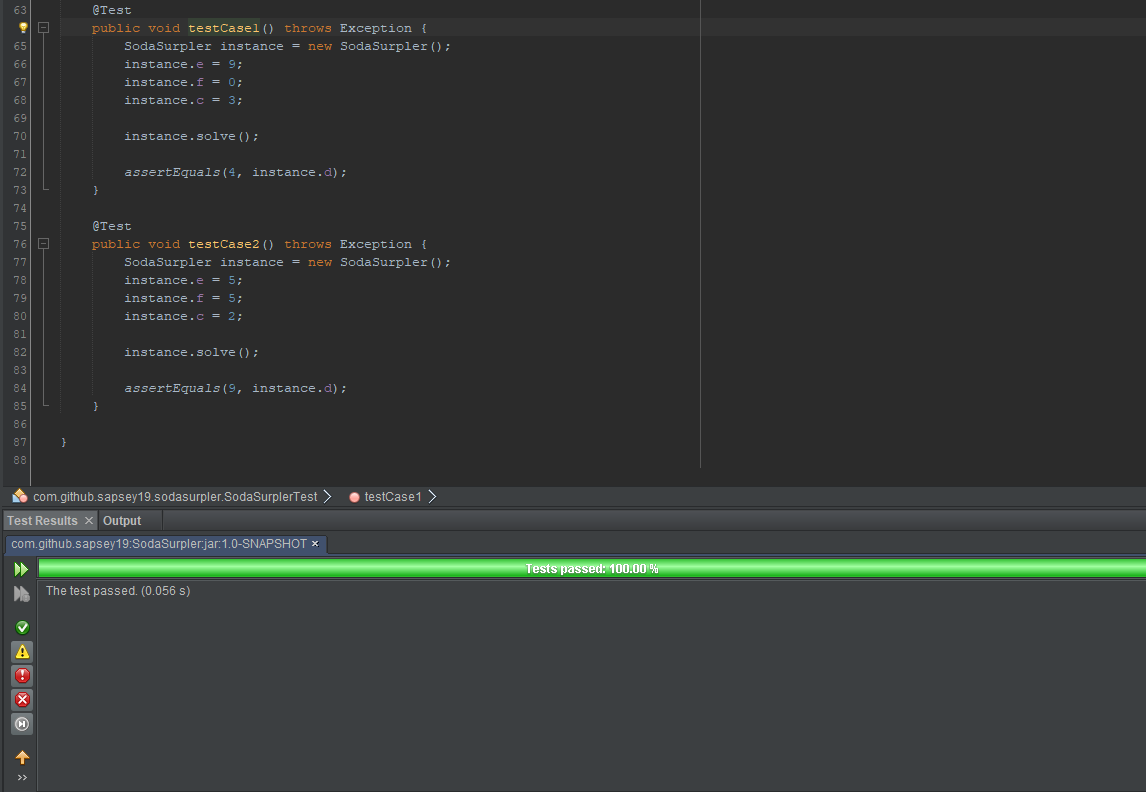 63 @Test
public void testCase1() throws Exception {
65 SodaSurpler instance = new SodaSurpler();
66 instance.e = 9;
67 instance.f = 0;
68 instance.c = 3;
69
70 instance.solve();
71
72 assertEquals(4, instance.d);
73 }
74
75 @Test
76 public void testCase2() throws Exception {
77 SodaSurpler instance = new SodaSurpler();
78 instance.e = 5;
79 instance.f = 5;
80 instance.c = 2;
81
82 instance.solve();
83
84 assertEquals(9, instance.d);
85 }
86
87 }
88
com.github.sapsey19.sodasurpler.SodaSurplerTest testCase1
Test Results Output
com.github.sapsey19:SodaSurpler:jar:1.0-SNAPSHOT
Tests passed: 100.00 %
The test passed. (0.056 s)